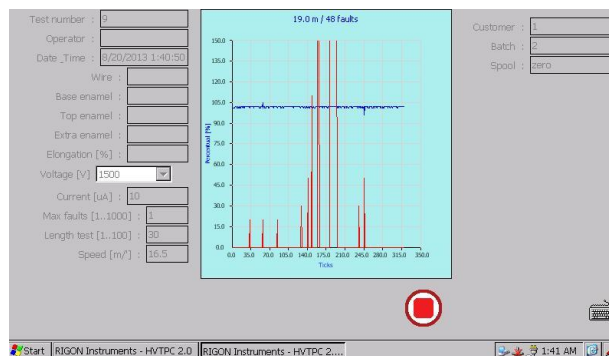 Test number : 9
Operator :
Date _Time : 8/20/2013 1:40:50
Wire :
Base enamel :
Top enamel :
Extra enamel :
Elongation [%] :
Voltage [V] 1500
Current [uA] : 10
Max faults [1..1000] : 1
Length test [1..100] : 30
Speed [m/'] : 16.5
19.0 m / 48 faults
150.0
135.0
120.0
105.0
90.0
75.0
60.0
45.0
30.0
15.0
0.0
Percentual [%]
0.0 35.0 70.0 105.0 140.0 175.0 210.0 245.0 280.0 315.0 350.0
Ticks
Customer : 1
Batch : 2
Spool : zero
Start RIGON Instruments - HVTPC 2.0 RIGON Instruments - HVTPC 2.... 1:41 AM